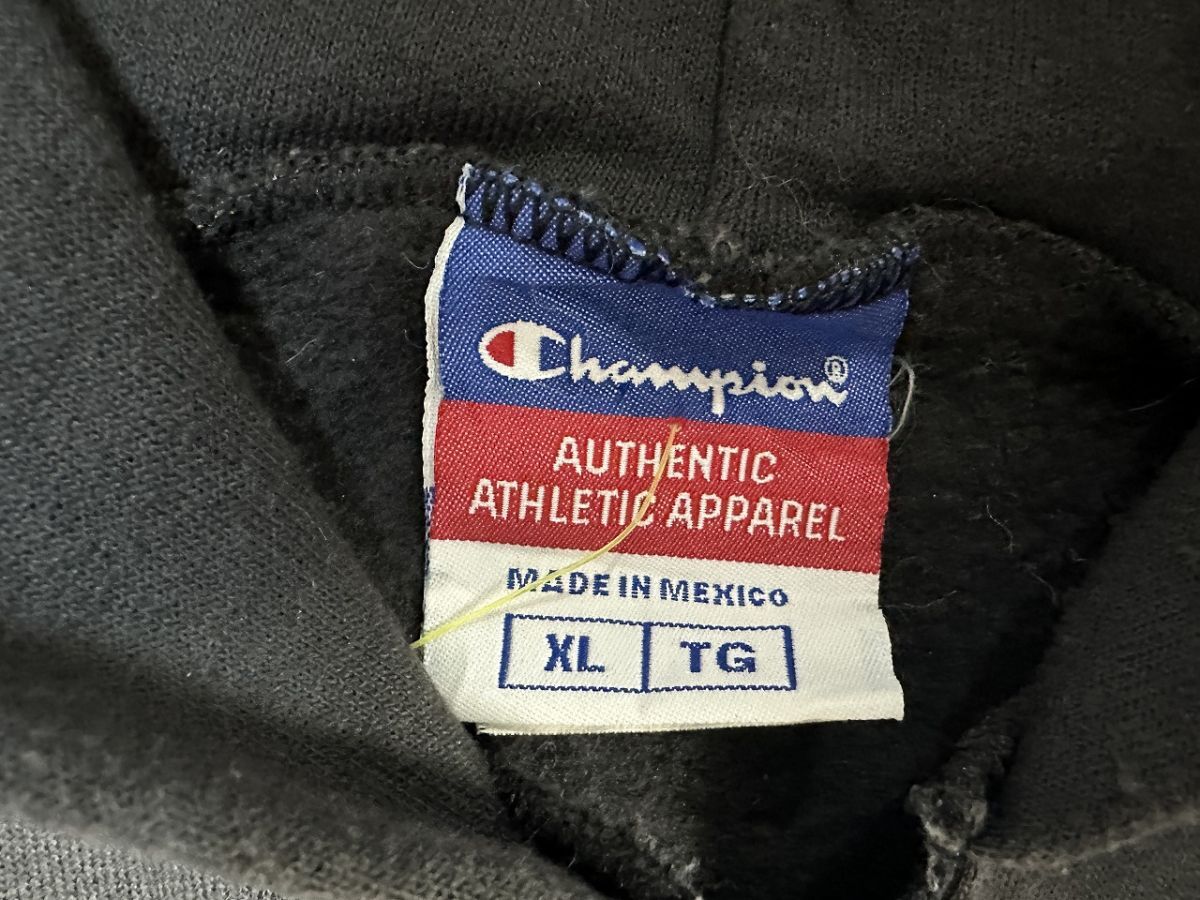 Champion®
AUTHENTIC
ATHLETIC APPAREL
MADE IN MEXICO
XL TG